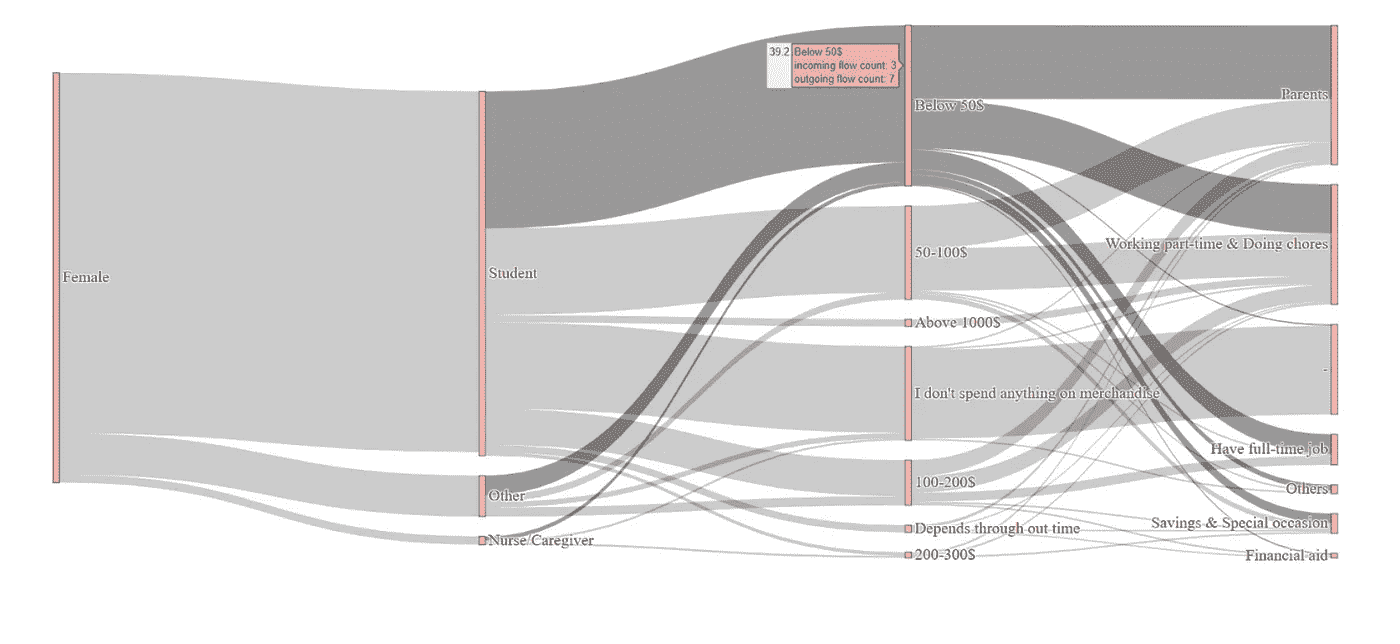 Female
Student
Other
Nurse/Caregiver
39.2
Below 50$
incoming flow count: 3
outgoing flow count: 7
Below 50$
50-100$
Above 1000$
I don't spend anything on merchandise
100-200$
Depends through out time
200-300$
Parents
Working part-time & Doing chores
-
Have full-time job
Others
Savings & Special occasion
Financial aid